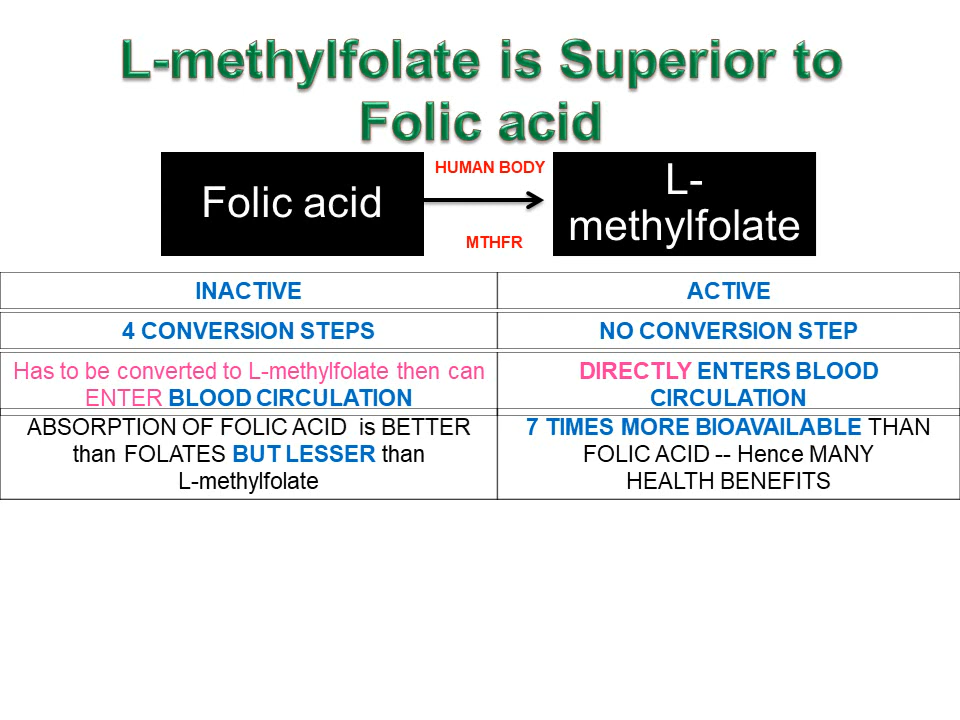 L-methylfolate is Superior to
Folic acid
Folic acid
HUMAN BODY
MTHFR
L-
methylfolate
INACTIVE
ACTIVE
4 CONVERSION STEPS
NO CONVERSION STEP
Has to be converted to L-methylfolate then can
ENTER BLOOD CIRCULATION
DIRECTLY ENTERS BLOOD
CIRCULATION
ABSORPTION OF FOLIC ACID is BETTER
than FOLATES BUT LESSER than
L-methylfolate
7 TIMES MORE BIOAVAILABLE THAN
FOLIC ACID -- Hence MANY
HEALTH BENEFITS